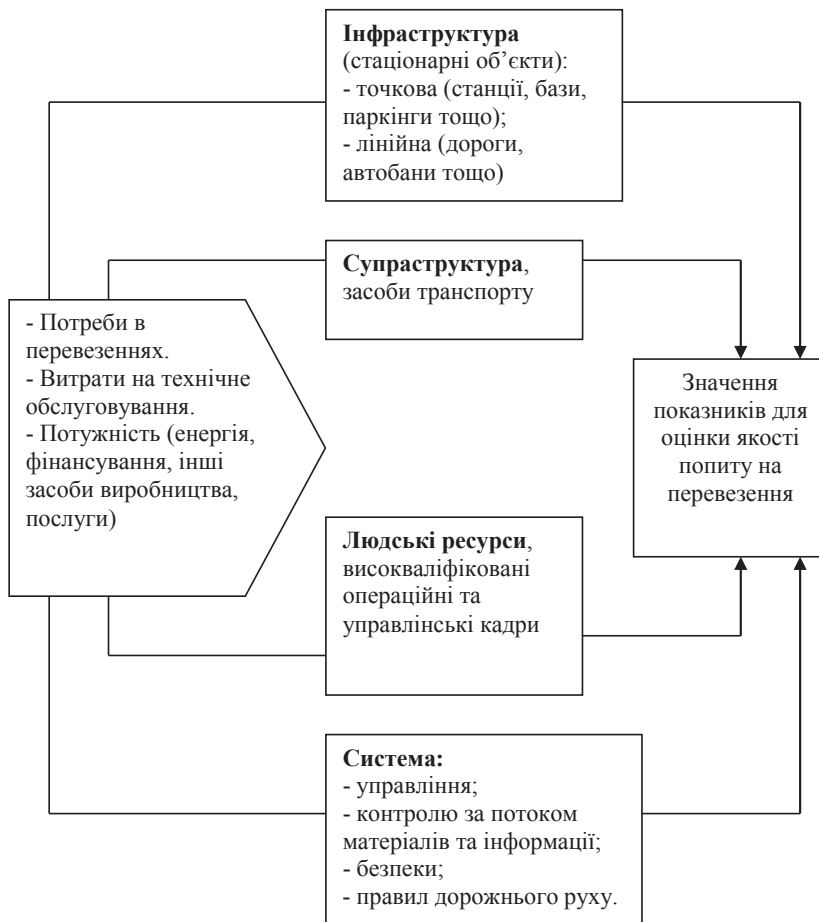 Інфраструктура
(стаціонарні об’єкти):
- точкова (станції, бази,
паркінги тощо);
- лінійна (дороги,
автобани тощо)
Супраструктура,
засоби транспорту
- Потреби в
перевезеннях.
- Витрати на технічне
обслуговування.
- Потужність (енергія,
фінансування, інші
засоби виробництва,
послуги)
Значення
показників для
оцінки якості
попиту на
перевезення
Людські ресурси,
висококваліфіковані
операційні та
управлінські кадри
Система:
- управління;
- контролю за потоком
матеріалів та інформації;
- безпеки;
- правил дорожнього руху.